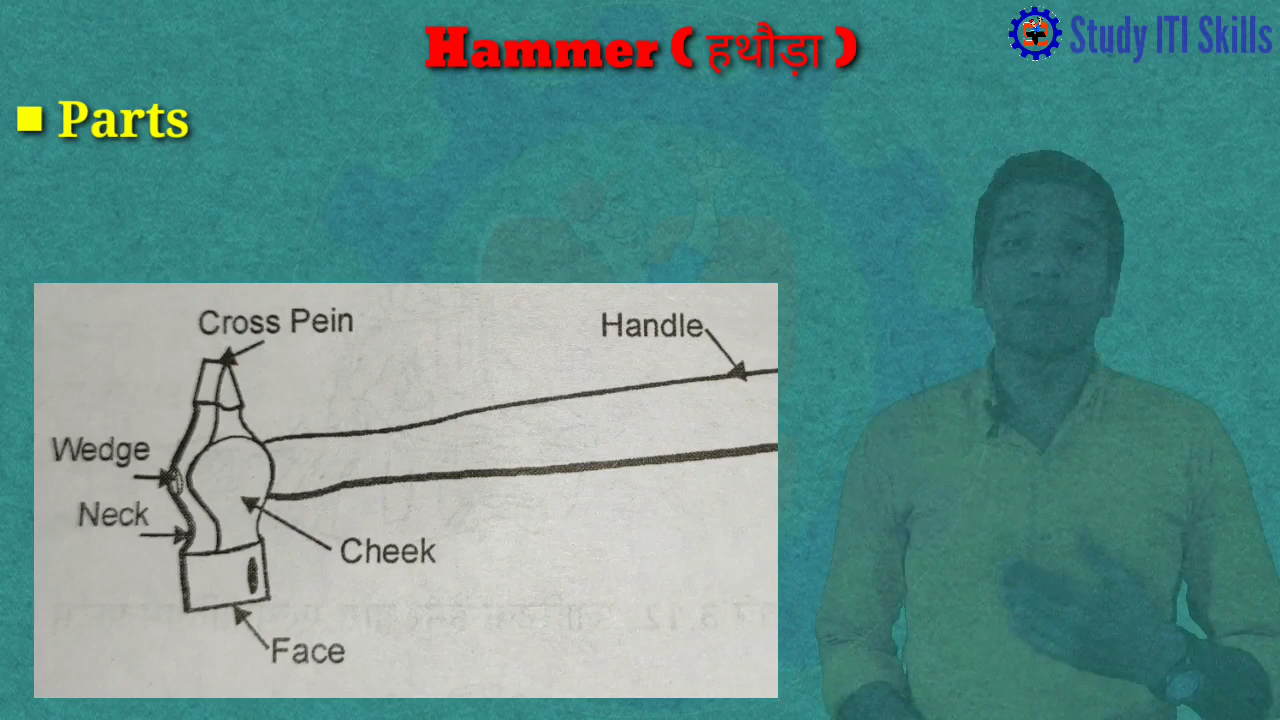 Hammer ( हथौड़ा )
Study ITI Skills
Parts
Cross Pein
Handle
Wedge
Neck
Cheek
Face